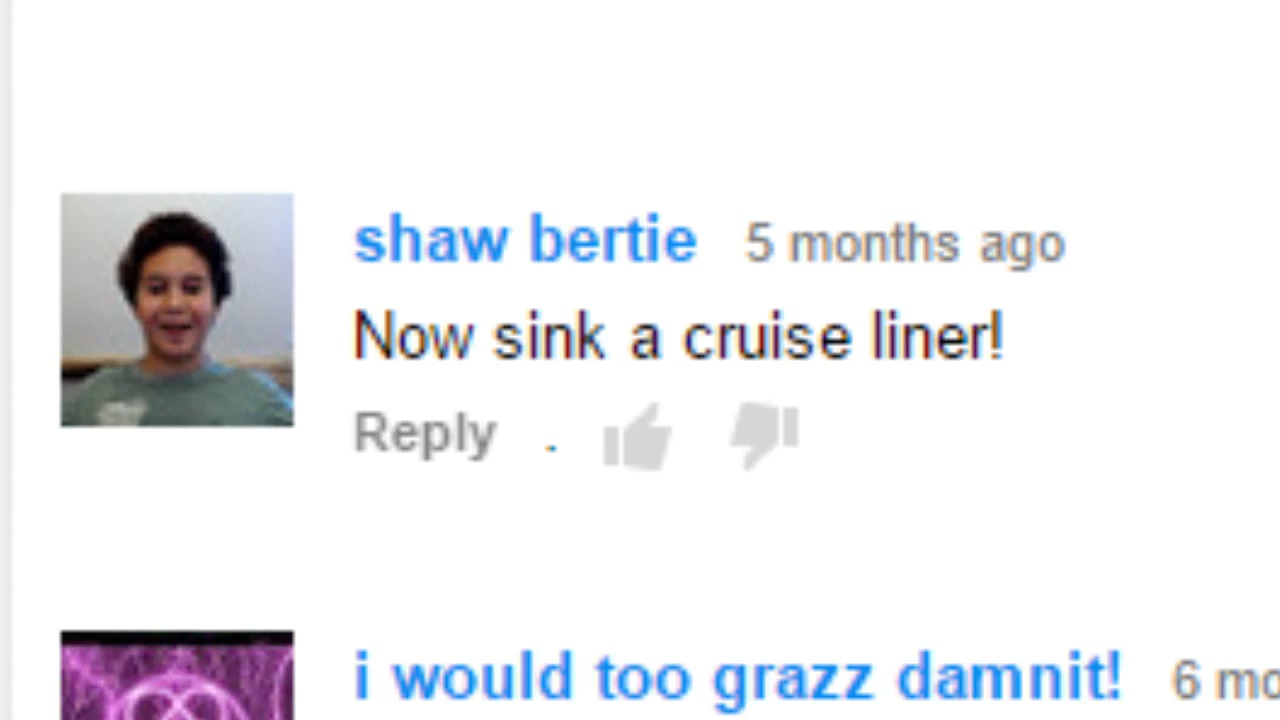 shaw bertie 5 months ago
Now sink a cruise liner!
Reply .
i would too grazz damnit! 6 mo